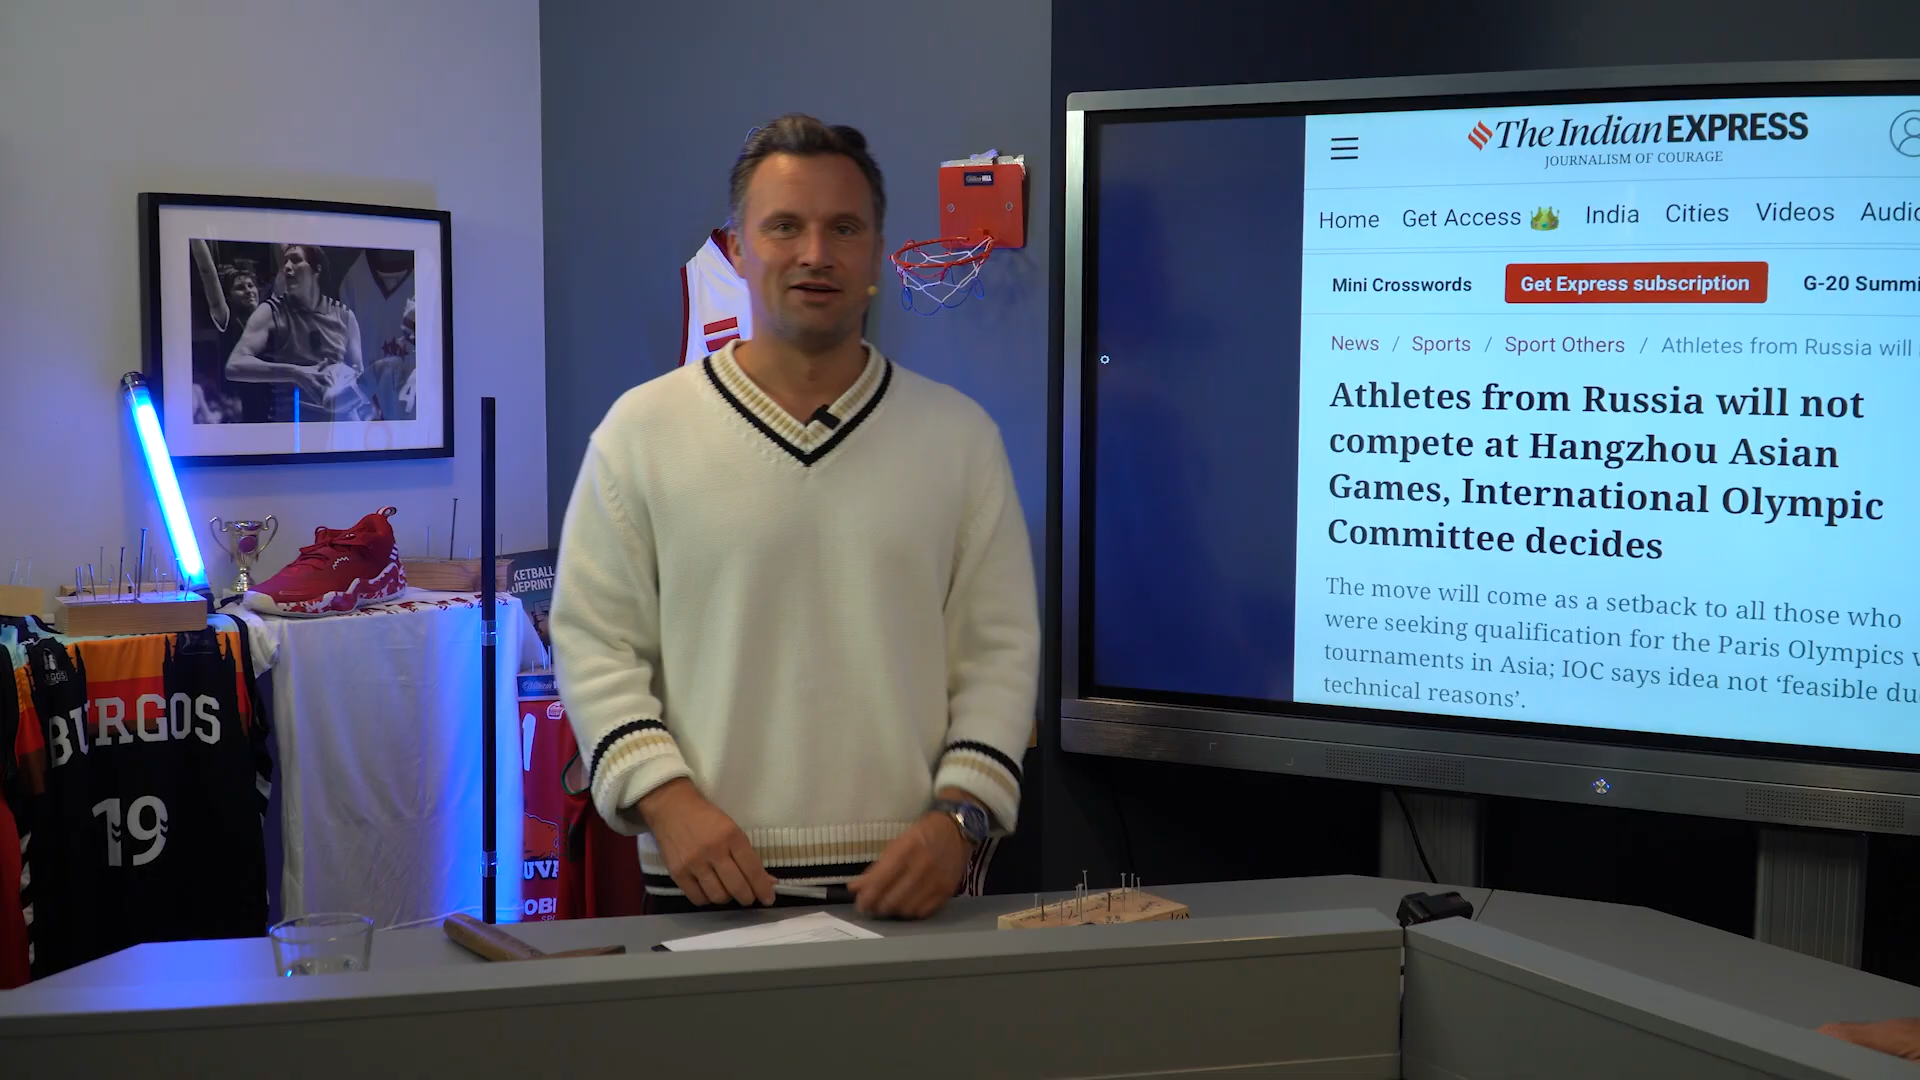 The Indian EXPRESS
JOURNALISM OF COURAGE
Home Get Access India Cities Videos
Mini Crosswords Get Express subscription G-20
News / Sports / Sport Others / Athletes from Russia will
Athletes from Russia will not
compete at Hangzhou Asian
Games, International Olympic
Committee decides
The move will come as a setback to all those who
were seeking qualification for the Paris Olympics
tournaments in Asia; IOC says idea not ‘feasible
technical reasons’.
BURGOS
19